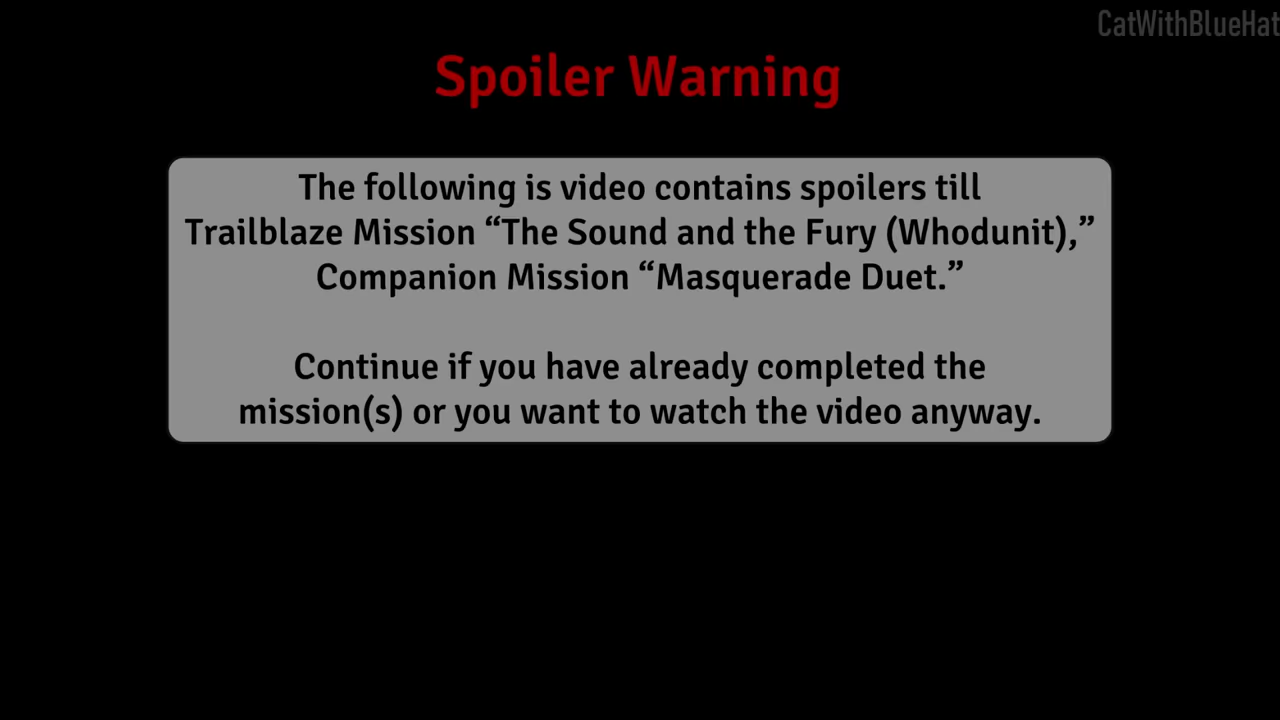 CatWithBlueHat
Spoiler Warning
The following is video contains spoilers till
Trailblaze Mission “The Sound and the Fury (Whodunit),”
Companion Mission “Masquerade Duet.”
Continue if you have already completed the
mission(s) or you want to watch the video anyway.